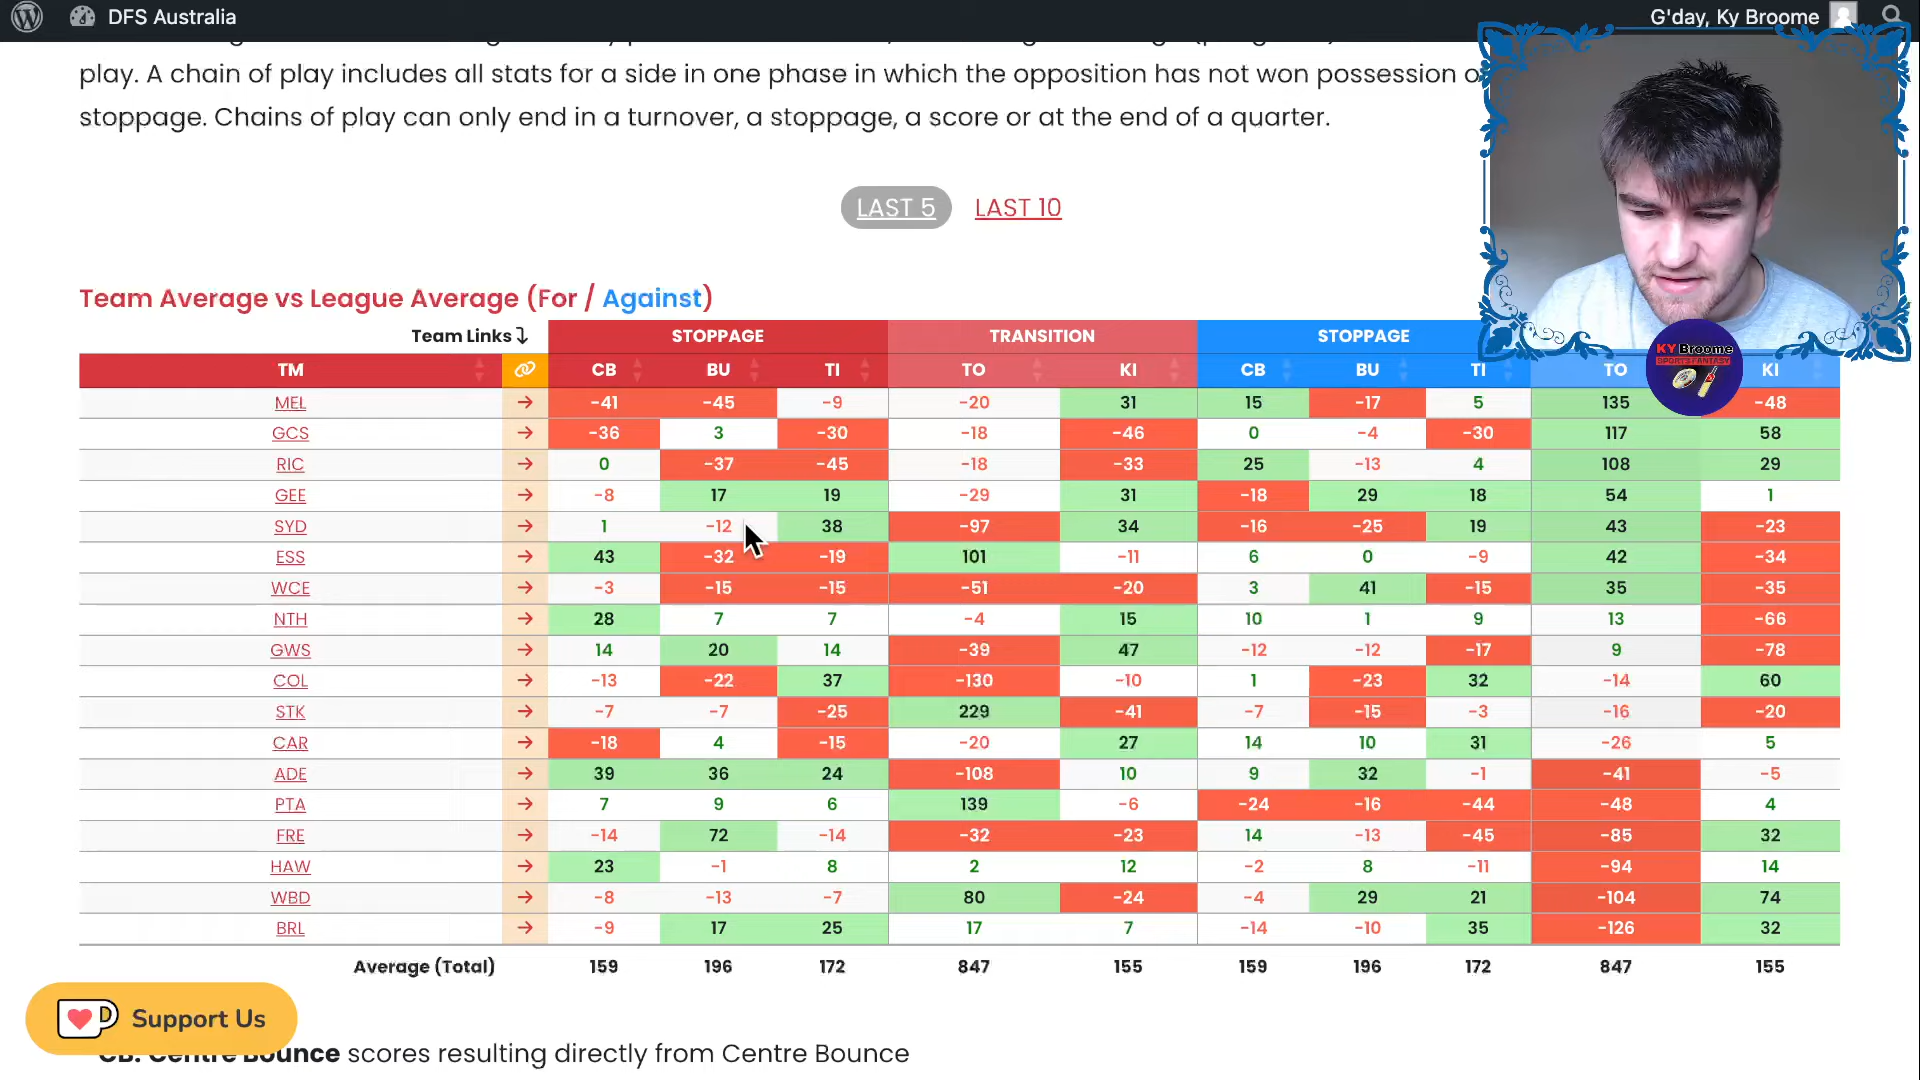 DFS Australia
G'day, Ky Broome
play. A chain of play includes all stats for a side in one phase in which the opposition has not won possession
stoppage. Chains of play can only end in a turnover, a stoppage, a score or at the end of a quarter.
LAST 5 LAST 10
Team Average vs League Average (For / Against)
Team Links STOPPAGE TRANSITION STOPPAGE
TM CB BU TI TO KI CB BU TI TO KI
KY Broome
SPORTS FANTASY
MEL → -41 -45 -9 -20 31 15 -17 5 135 -48
GCS → -36 3 -30 -18 -46 0 -4 -30 117 58
RIC → 0 -37 -45 -18 -33 25 -13 4 108 29
GEE → -8 17 19 -29 31 -18 29 18 54 1
SYD → 1 -12 38 -97 34 -16 -25 19 43 -23
ESS → 43 -32 -19 101 -11 6 0 -9 42 -34
WCE → -3 -15 -15 -51 -20 3 41 -15 35 -35
NTH → 28 7 7 -4 15 10 1 9 13 -66
GWS → 14 20 14 -39 47 -12 -12 -17 9 -78
COL → -13 -22 37 -130 -10 1 -23 32 -14 60
STK → -7 -7 -25 229 -41 -7 -15 -3 -16 -20
CAR → -18 4 -15 -20 27 14 10 31 -26 5
ADE → 39 36 24 -108 10 9 32 -1 -41 -5
PTA → 7 9 6 139 -6 -24 -16 -44 -48 4
FRE → -14 72 -14 -32 -23 14 -13 -45 -85 32
HAW → 23 -1 8 2 12 -2 8 -11 -94 14
WBD → -8 -13 -7 80 -24 -4 29 21 -104 74
BRL → -9 17 25 17 7 -14 -10 35 -126 32
Average (Total) 159 196 172 847 155 159 196 172 847 155
Support Us
CB: Centre Bounce scores resulting directly from Centre Bounce